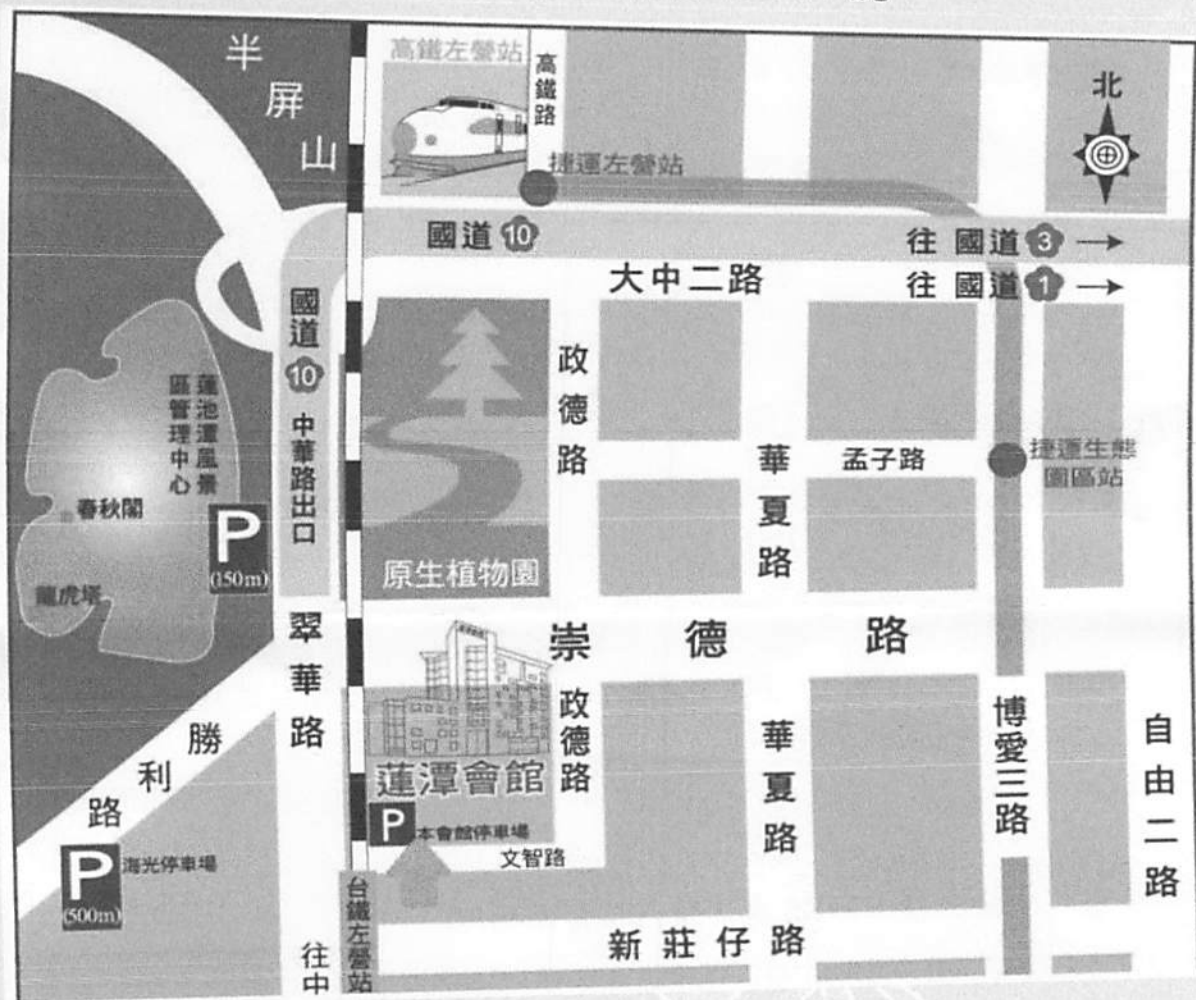 半屏山
高鐵左營站
高鐵路
北
捷運左營站
國道 10
往 國道 3 →
大中二路
往 國道 1 →
國道 10 中華路出口
蓮池潭風景
區管理中心
春秋閣
龍虎塔
P
(150m)
政德路
華夏路
孟子路
捷運生態
園區站
原生植物園
翠華路
崇德路
勝利路
蓮潭會館
政德路
華夏路
博愛三路
自由二路
P 本會館停車場
文智路
P 海光停車場
(500m)
台鐵左營站
新莊仔路
往中